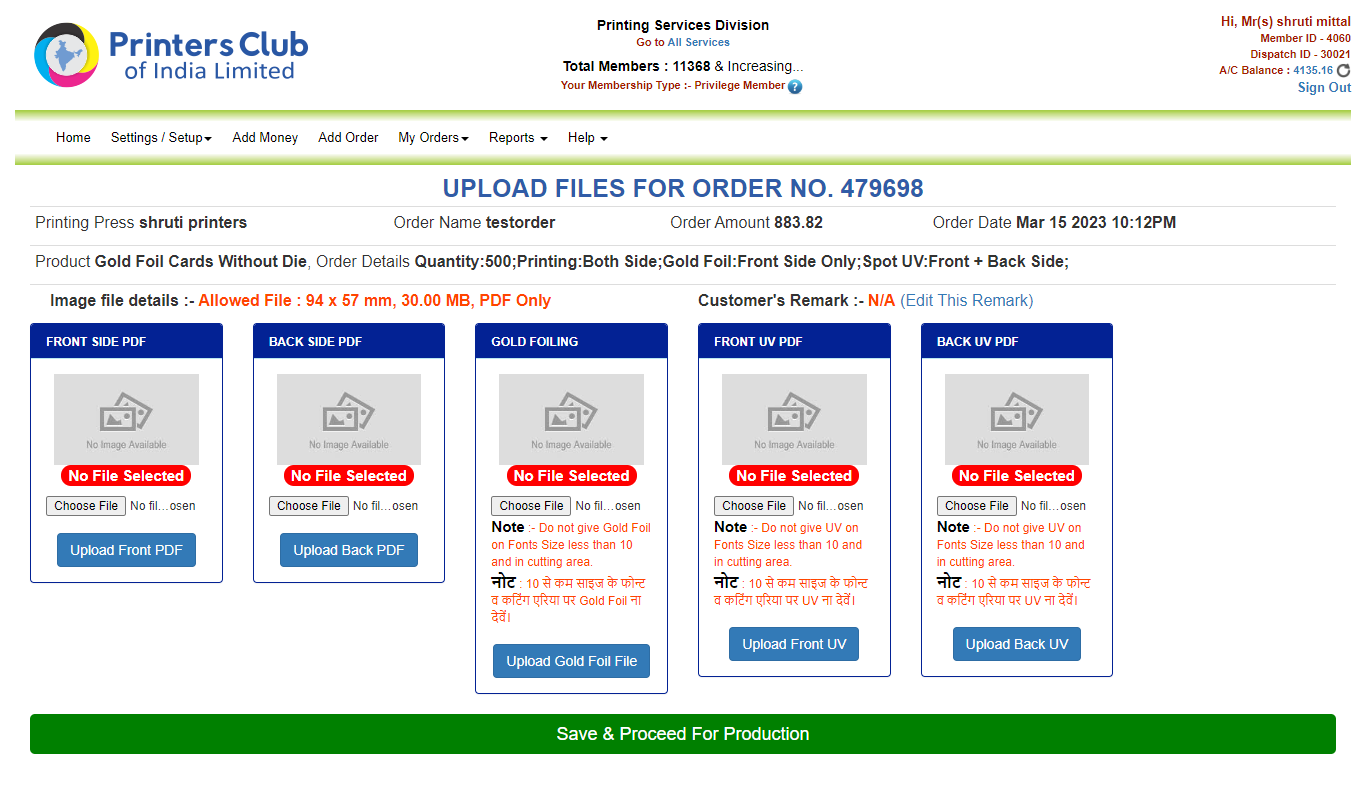 Printers Club
of India Limited
Printing Services Division
Go to All Services
Total Members : 11368 & Increasing...
Your Membership Type :- Privilege Member ?
Hi, Mr(s) shruti mittal
Member ID - 4060
Dispatch ID - 30021
A/C Balance : 4135.16
Sign Out
Home Settings / Setup Add Money Add Order My Orders Reports Help
UPLOAD FILES FOR ORDER NO. 479698
Printing Press shruti printers Order Name testorder Order Amount 883.82 Order Date Mar 15 2023 10:12PM
Product Gold Foil Cards Without Die, Order Details Quantity:500;Printing:Both Side;Gold Foil:Front Side Only;Spot UV:Front + Back Side;
Image file details :- Allowed File : 94 x 57 mm, 30.00 MB, PDF Only Customer's Remark :- N/A (Edit This Remark)
FRONT SIDE PDF
No Image Available
No File Selected
Choose File No fil...osen
Upload Front PDF
BACK SIDE PDF
No Image Available
No File Selected
Choose File No fil...osen
Upload Back PDF
GOLD FOILING
No Image Available
No File Selected
Choose File No fil...osen
Note :- Do not give Gold Foil
on Fonts Size less than 10
and in cutting area.
नोट : 10 से कम साइज के फोन्ट
व कटिंग एरिया पर Gold Foil ना
देवें।
Upload Gold Foil File
FRONT UV PDF
No Image Available
No File Selected
Choose File No fil...osen
Note :- Do not give UV on
Fonts Size less than 10 and
in cutting area.
नोट : 10 से कम साइज के फोन्ट
व कटिंग एरिया पर UV ना देवें।
Upload Front UV
BACK UV PDF
No Image Available
No File Selected
Choose File No fil...osen
Note :- Do not give UV on
Fonts Size less than 10 and
in cutting area.
नोट : 10 से कम साइज के फोन्ट
व कटिंग एरिया पर UV ना देवें।
Upload Back UV
Save & Proceed For Production